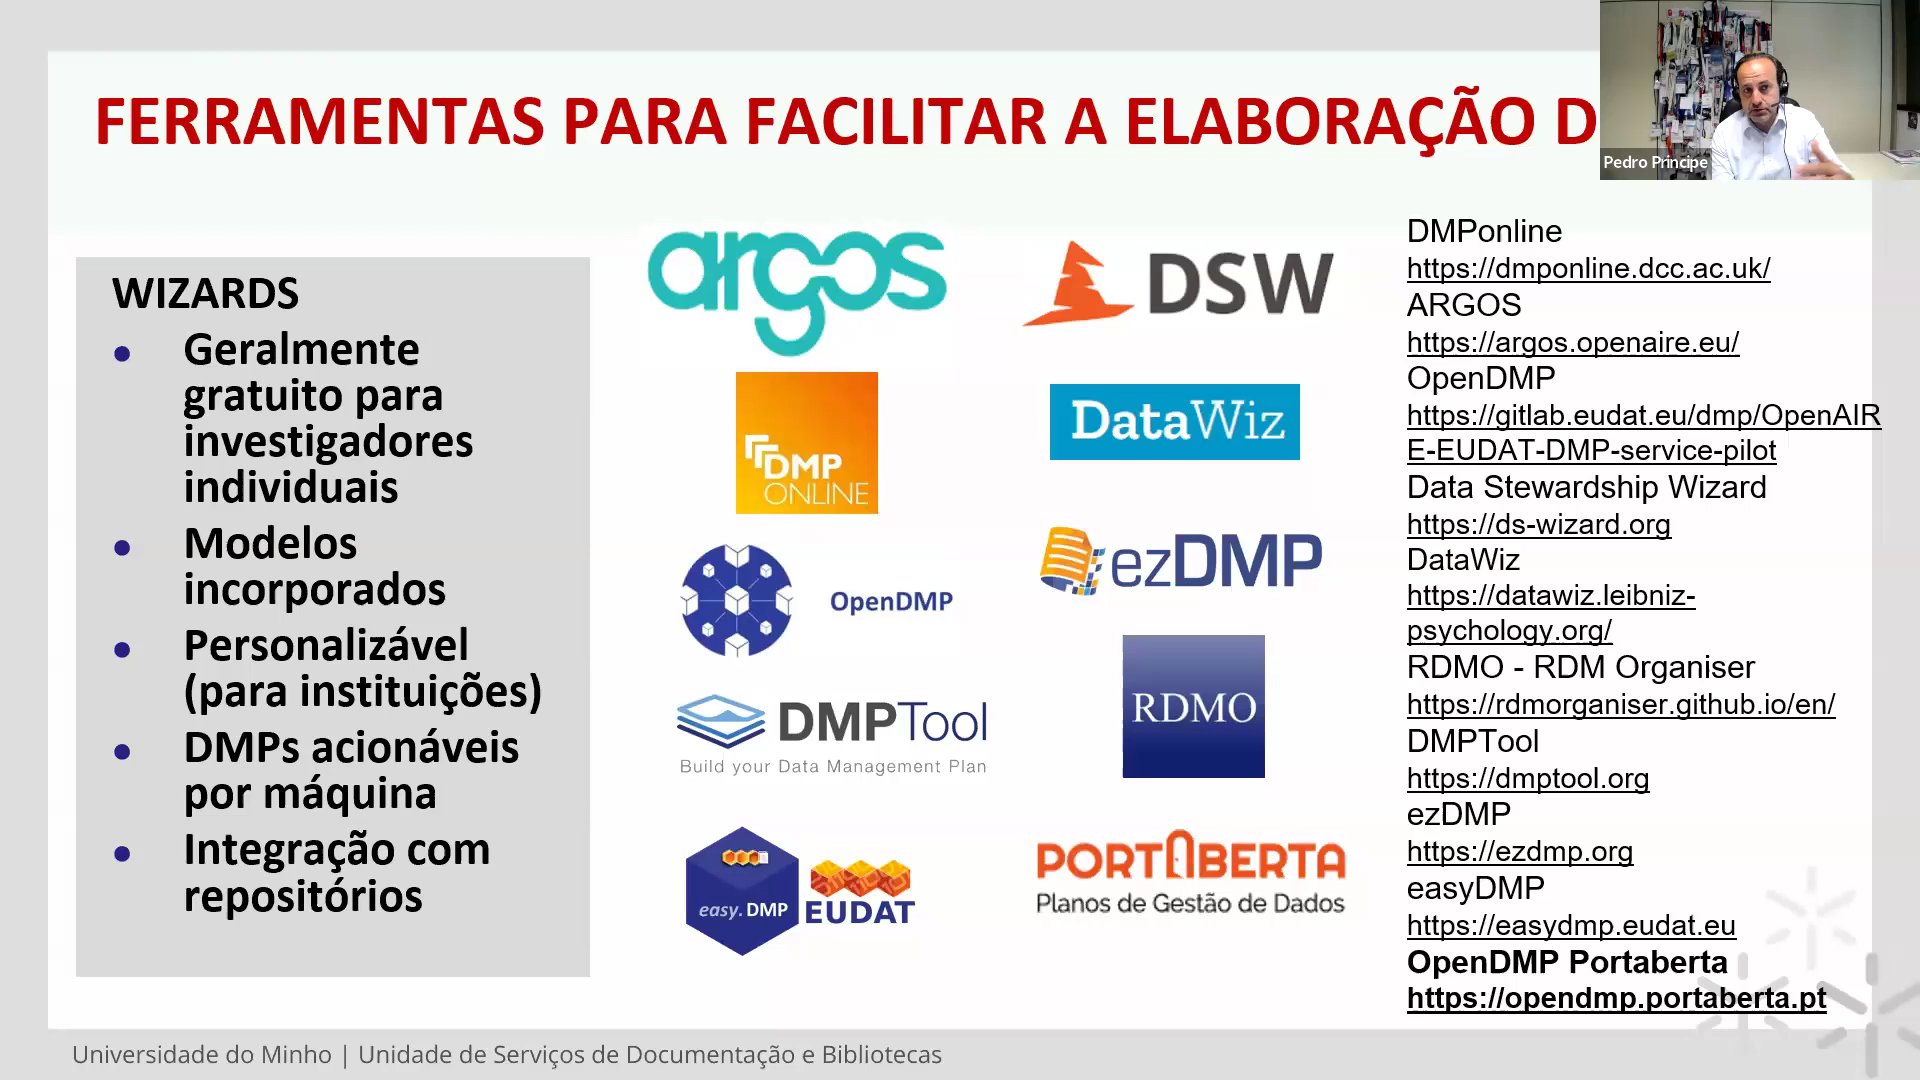 FERRAMENTAS PARA FACILITAR A ELABORAÇÃO D
Pedro Príncipe
WIZARDS
● Geralmente
gratuito para
investigadores
individuais
● Modelos
incorporados
● Personalizável
(para instituições)
● DMPs acionáveis
por máquina
● Integração com
repositórios
argos
DSW
DMP
ONLINE
DataWiz
OpenDMP
ezDMP
DMPTool
Build your Data Management Plan
RDMO
easy.DMP
EUDAT
PORTABERTA
Planos de Gestão de Dados
DMPonline
https://dmponline.dcc.ac.uk/
ARGOS
https://argos.openaire.eu/
OpenDMP
https://gitlab.eudat.eu/dmp/OpenAIR
E-EUDAT-DMP-service-pilot
Data Stewardship Wizard
https://ds-wizard.org
DataWiz
https://datawiz.leibniz-
psychology.org/
RDMO - RDM Organiser
https://rdmorganiser.github.io/en/
DMPTool
https://dmptool.org
ezDMP
https://ezdmp.org
easyDMP
https://easydmp.eudat.eu
OpenDMP Portaberta
https://opendmp.portaberta.pt
Universidade do Minho | Unidade de Serviços de Documentação e Bibliotecas